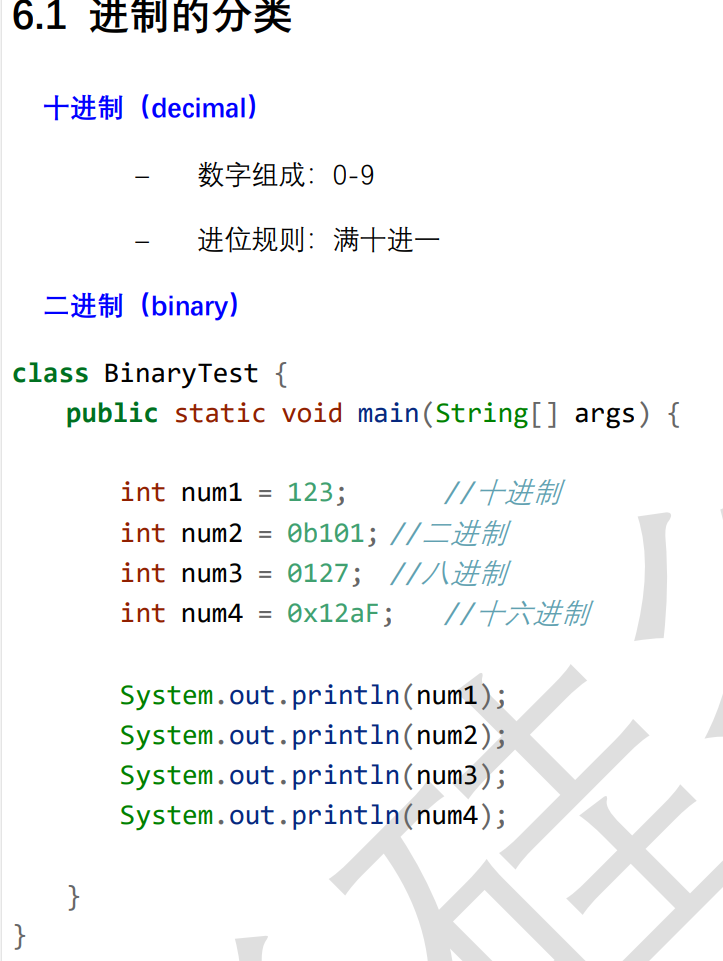 6.1 进制的分类
十进制（decimal）
– 数字组成：0-9
– 进位规则：满十进一
二进制（binary）
class BinaryTest {
public static void main(String[] args) {
int num1 = 123; //十进制
int num2 = 0b101; //二进制
int num3 = 0127; //八进制
int num4 = 0x12aF; //十六进制
System.out.println(num1);
System.out.println(num2);
System.out.println(num3);
System.out.println(num4);
}
}
硅